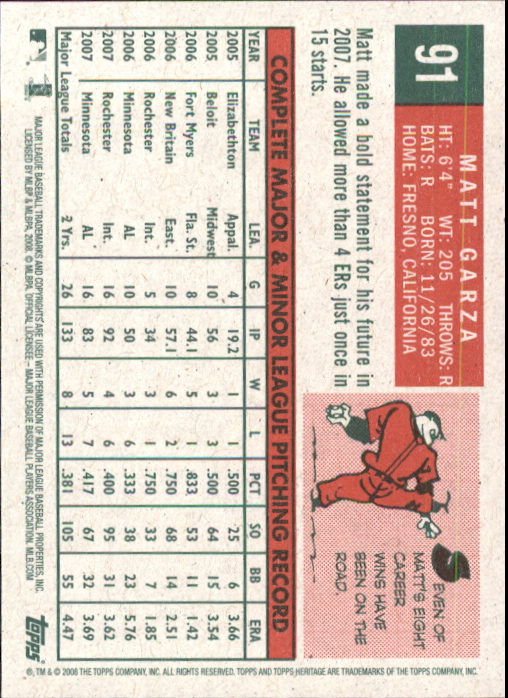 91
MATT GARZA
HT: 6'4" WT: 205 THROWS: R
BATS: R BORN: 11/26/83
HOME: FRESNO, CALIFORNIA
Matt made a bold statement for his future in
2007. He allowed more than 4 ERs just once in
15 starts.
EVEN OF
MATT'S EIGHT
CAREER
WINS HAVE
BEEN ON THE
ROAD.
COMPLETE MAJOR & MINOR LEAGUE PITCHING RECORD
YEAR TEAM LEA. G IP W L PCT SO BB ERA
2005 Elizabethton Appal. 4 19.2 1 1 .500 25 6 3.66
2005 Beloit Midwest 10 56 3 3 .500 64 15 3.54
2006 Fort Myers Fla. St. 8 44.1 5 1 .833 53 11 1.42
2006 New Britain East. 10 57.1 6 2 .750 68 14 2.51
2006 Rochester Int. 5 34 3 1 .750 33 7 1.85
2006 Minnesota AL 10 50 3 6 .333 38 23 5.76
2007 Rochester Int. 16 92 4 6 .400 95 31 3.62
2007 Minnesota AL 16 83 5 7 .417 67 32 3.69
Major League Totals 2 Yrs. 26 133 8 13 .381 105 55 4.47
MAJOR LEAGUE BASEBALL TRADEMARKS AND COPYRIGHTS ARE USED WITH PERMISSION OF MAJOR LEAGUE BASEBALL PROPERTIES, INC.
LICENSED BY MLBP & MLBPA, 2008. © MLBPA. OFFICIAL LICENSEE – MAJOR LEAGUE BASEBALL PLAYERS ASSOCIATION. MLB.COM
TOPPS
®, TM & © 2008 THE TOPPS COMPANY, INC. ALL RIGHTS RESERVED. TOPPS AND TOPPS HERITAGE ARE TRADEMARKS OF THE TOPPS COMPANY, INC.